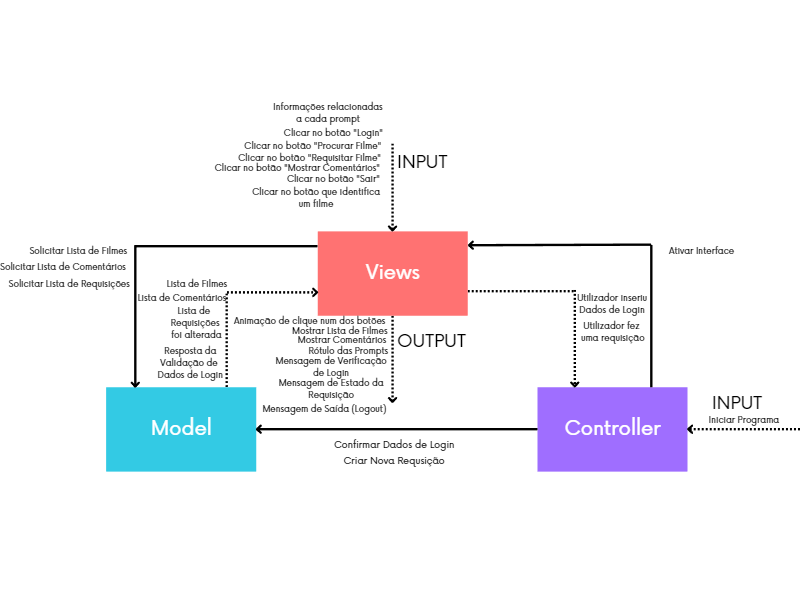 Informações relacionadas
a cada prompt
Clicar no botão "Login"
Clicar no botão "Procurar Filme"
Clicar no botão "Requisitar Filme"
Clicar no botão "Mostrar Comentários"
Clicar no botão "Sair"
Clicar no botão que identifica
um filme
INPUT
Views
Solicitar Lista de Filmes
Solicitar Lista de Comentários
Solicitar Lista de Requisições
Lista de Filmes
Lista de Comentários
Lista de
Requisições
foi alterada
Resposta da
Validação de
Dados de Login
Animação de clique num dos botões
Mostrar Lista de Filmes
Mostrar Comentários
Rótulo das Prompts
Mensagem de Verificação
de Login
Mensagem de Estado da
Requisição
Mensagem de Saída (Logout)
OUTPUT
Utilizador inseriu
Dados de Login
Utilizador fez
uma requisição
Ativar Interface
Model
Confirmar Dados de Login
Criar Nova Requsição
Controller
INPUT
Iniciar Programa